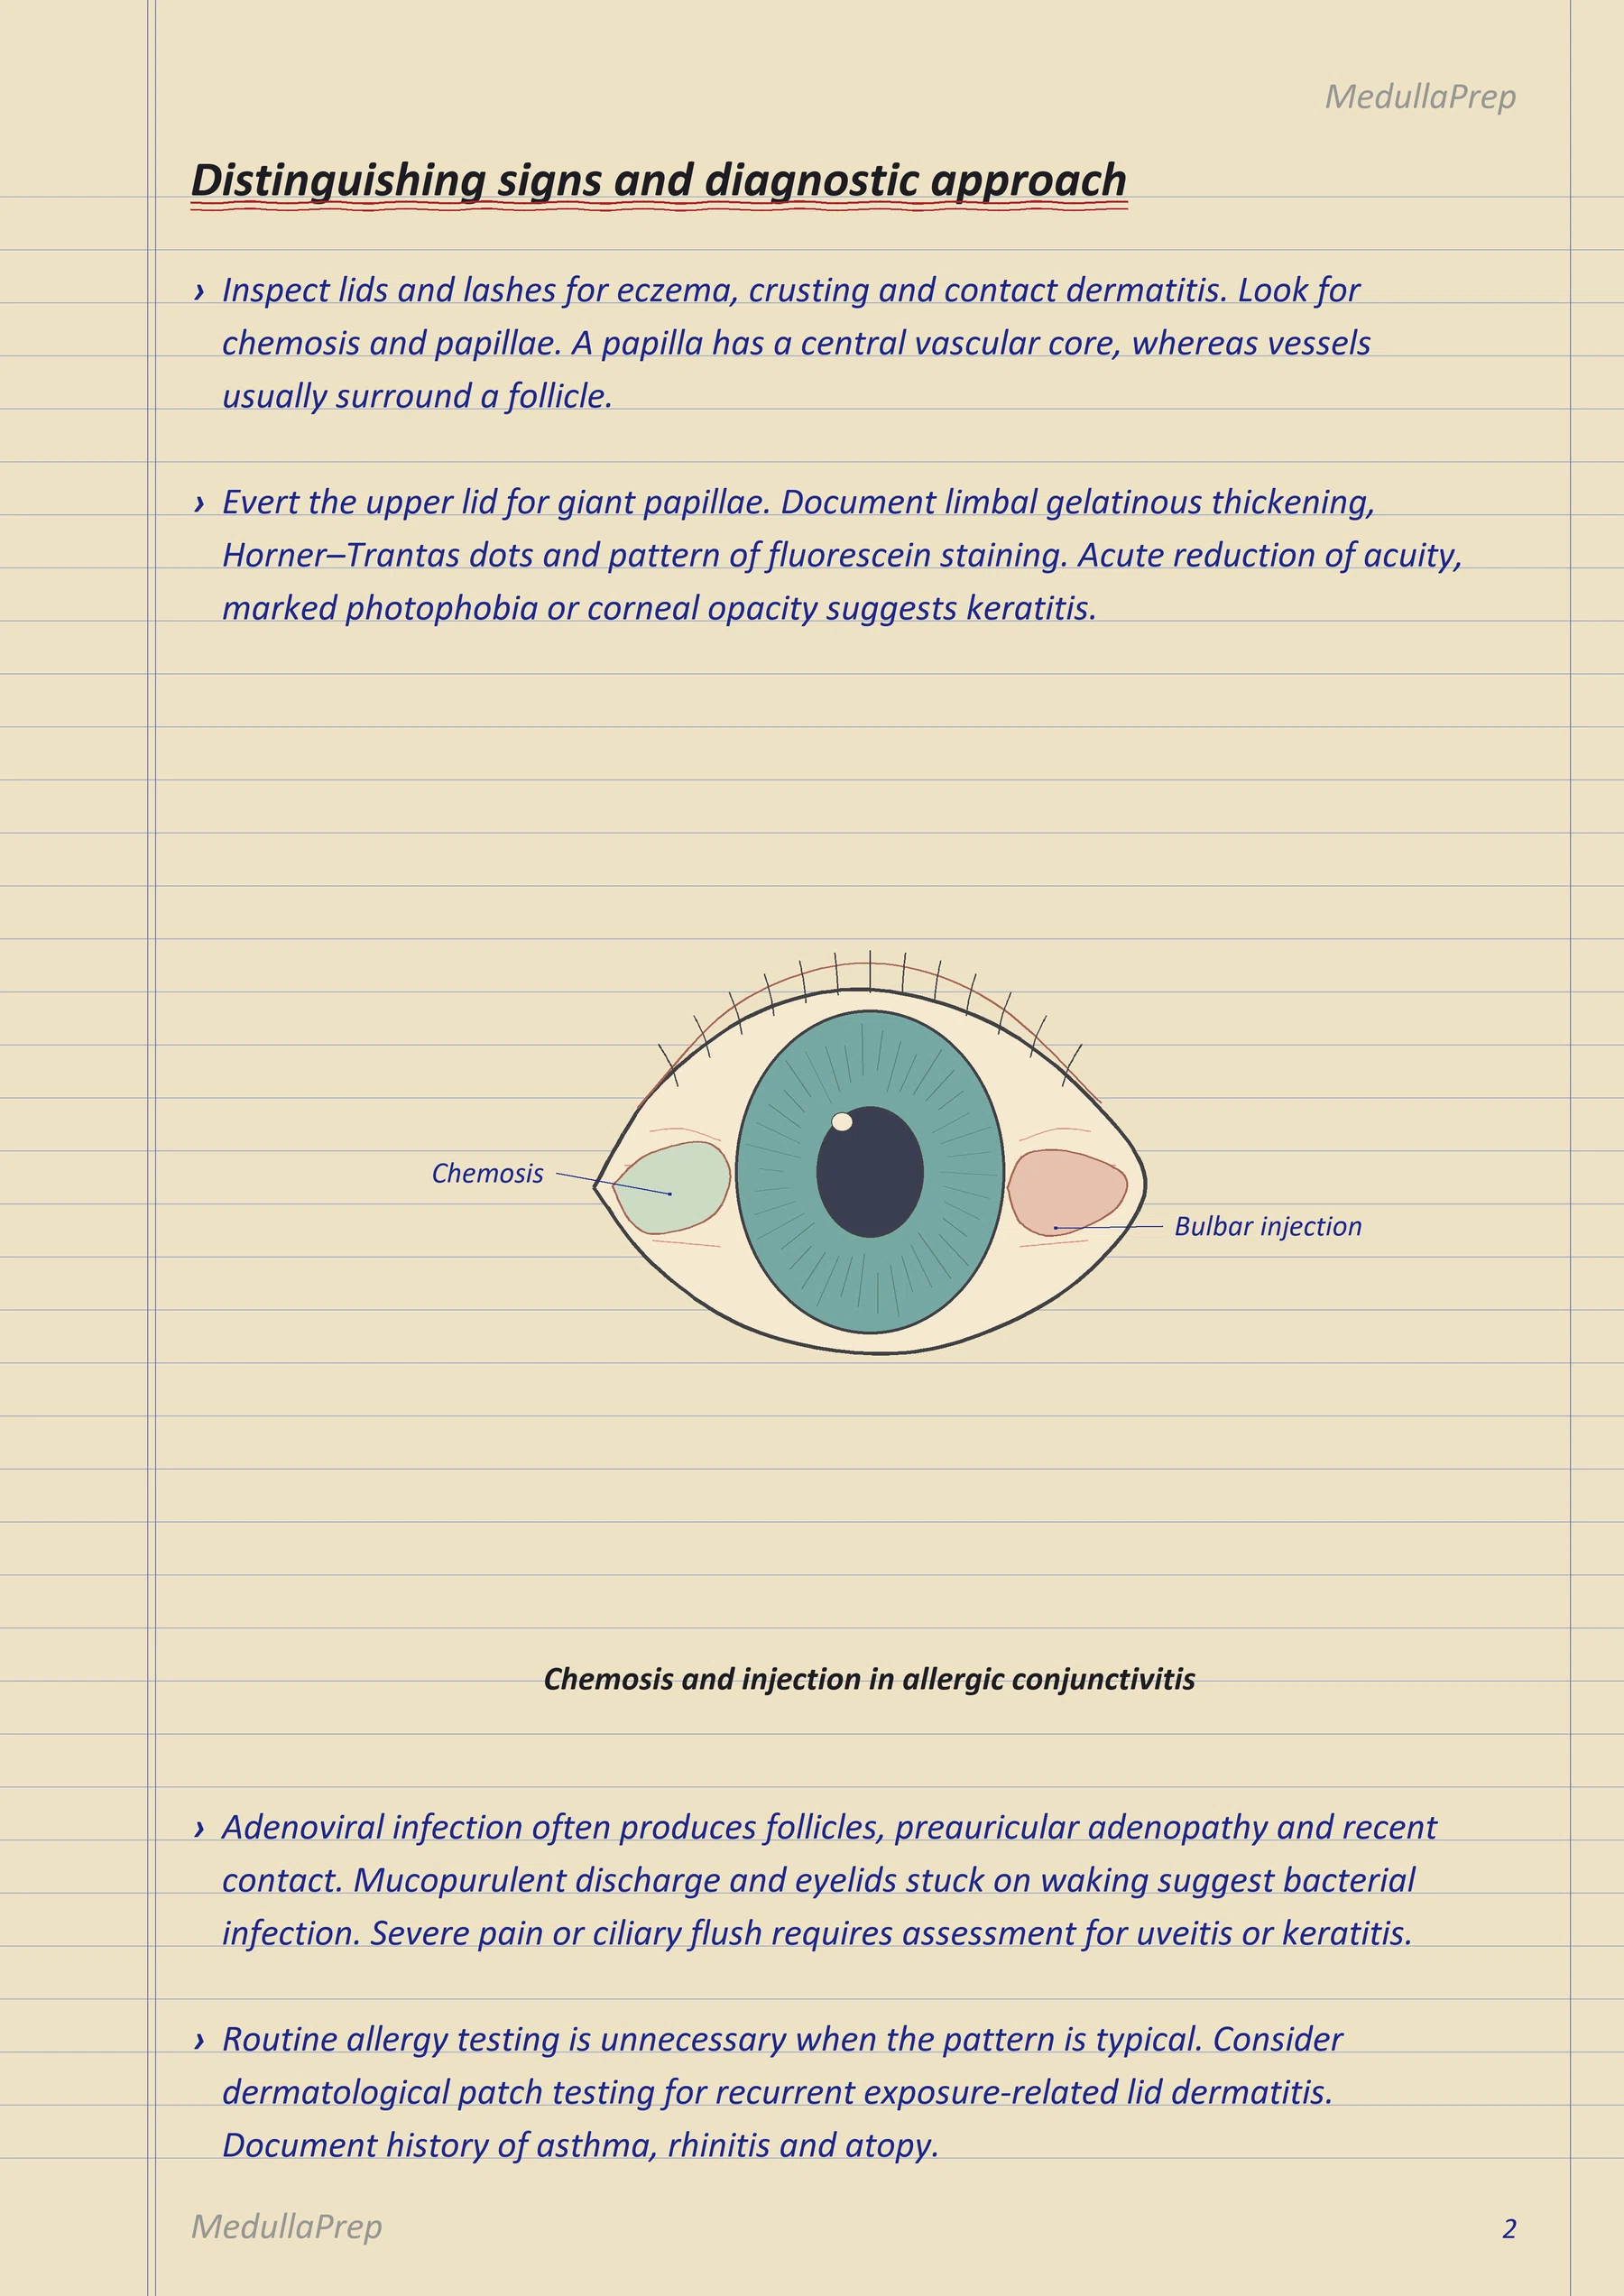 MedullaPrep
Distinguishing signs and diagnostic approach
› Inspect lids and lashes for eczema, crusting and contact dermatitis. Look for
chemosis and papillae. A papilla has a central vascular core, whereas vessels
usually surround a follicle.
› Evert the upper lid for giant papillae. Document limbal gelatinous thickening,
Horner–Trantas dots and pattern of fluorescein staining. Acute reduction of acuity,
marked photophobia or corneal opacity suggests keratitis.
Chemosis
Bulbar injection
Chemosis and injection in allergic conjunctivitis
› Adenoviral infection often produces follicles, preauricular adenopathy and recent
contact. Mucopurulent discharge and eyelids stuck on waking suggest bacterial
infection. Severe pain or ciliary flush requires assessment for uveitis or keratitis.
› Routine allergy testing is unnecessary when the pattern is typical. Consider
dermatological patch testing for recurrent exposure-related lid dermatitis.
Document history of asthma, rhinitis and atopy.
MedullaPrep
2